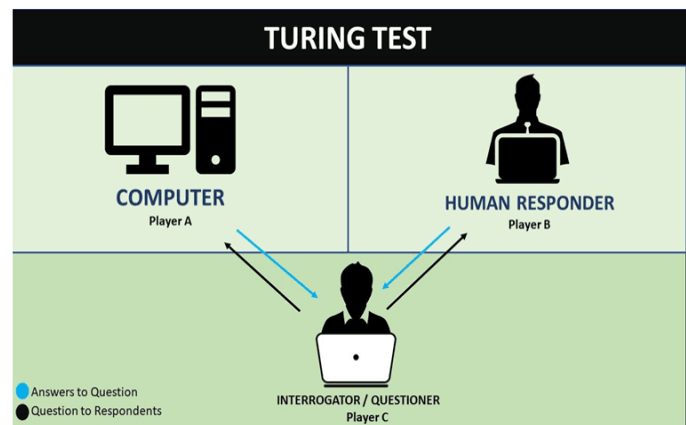 TURING TEST
COMPUTER
Player A
HUMAN RESPONDER
Player B
INTERROGATOR / QUESTIONER
Player C
Answers to Question
Question to Respondents